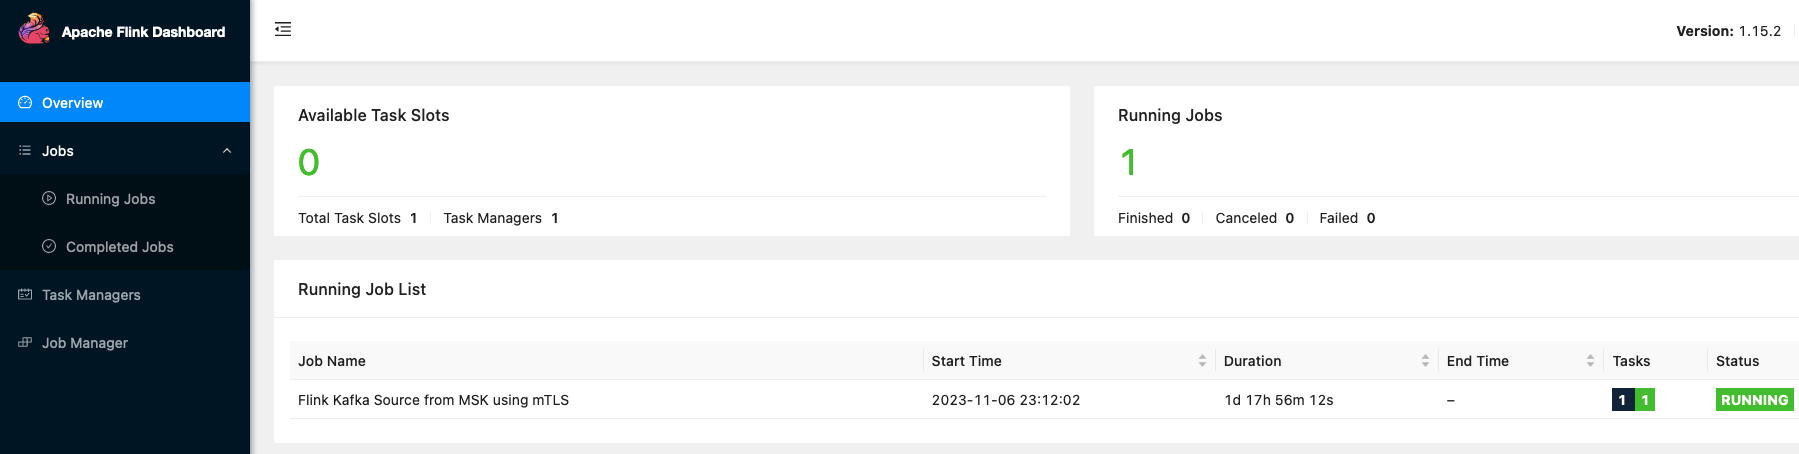 Apache Flink Dashboard
Version: 1.15.2
Overview
Jobs
Running Jobs
Completed Jobs
Task Managers
Job Manager
Available Task Slots
0
Total Task Slots 1 Task Managers 1
Running Jobs
1
Finished 0 Canceled 0 Failed 0
Running Job List
Job Name Start Time Duration End Time Tasks Status
Flink Kafka Source from MSK using mTLS 2023-11-06 23:12:02 1d 17h 56m 12s – 1 1 RUNNING